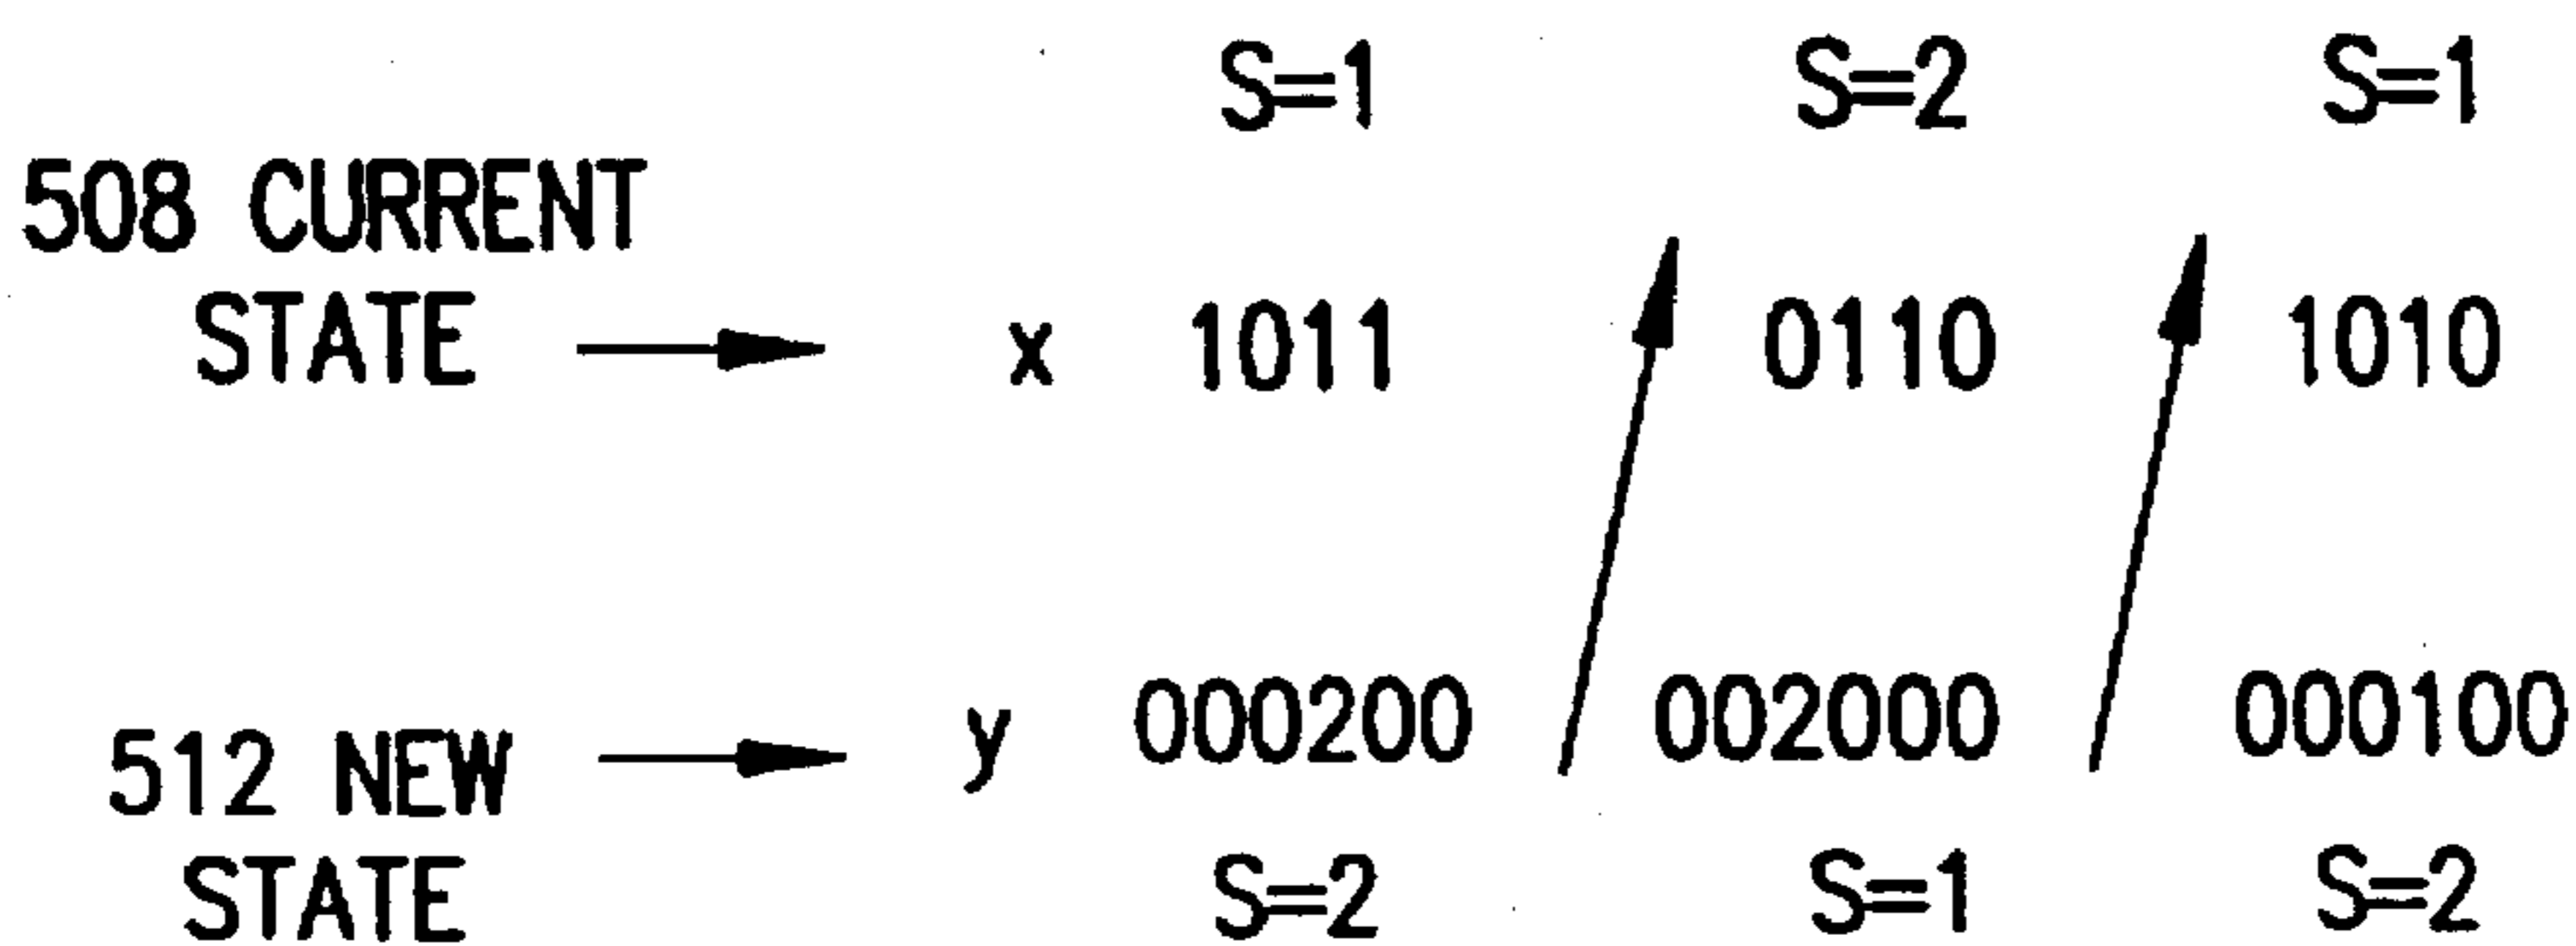 S=1 S=2 S=1
508 CURRENT
STATE x 1011 0110 1010
y 000200 002000 000100
512 NEW
STATE S=2 S=1 S=2